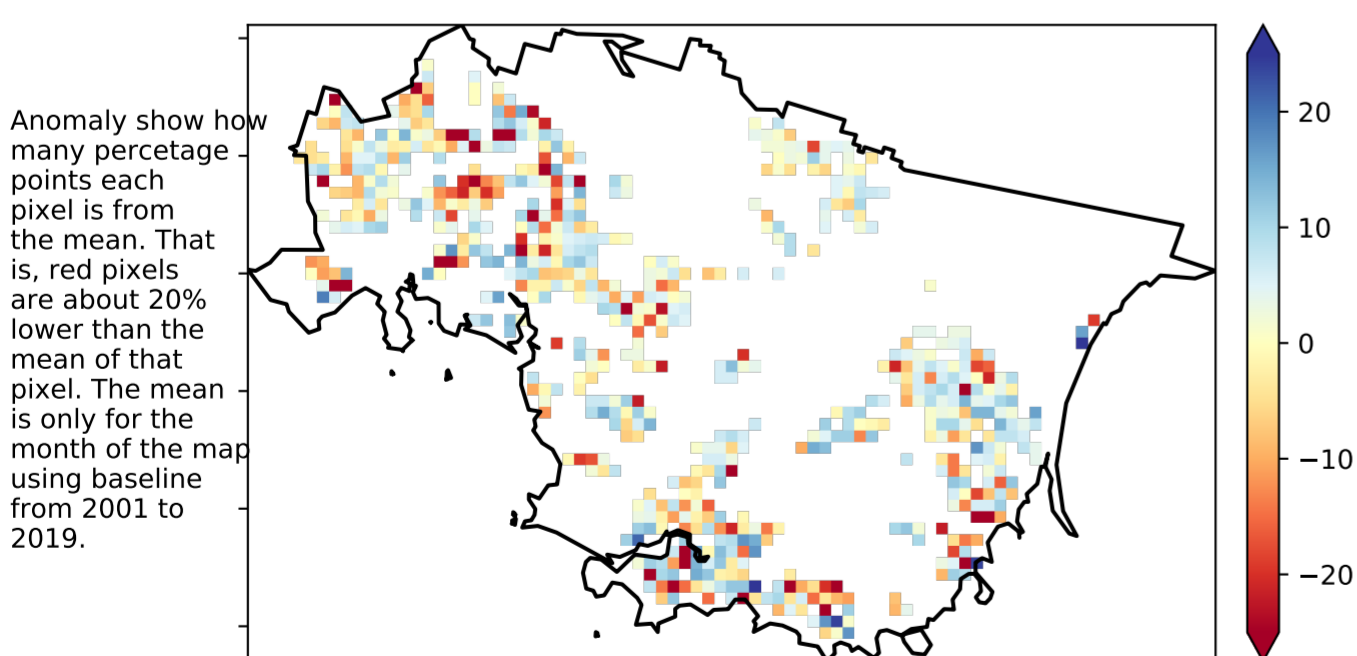 Anomaly show how
many percetage
points each
pixel is from
the mean. That
is, red pixels
are about 20%
lower than the
mean of that
pixel. The mean
is only for the
month of the map
using baseline
from 2001 to
2019.
20
10
0
−10
−20